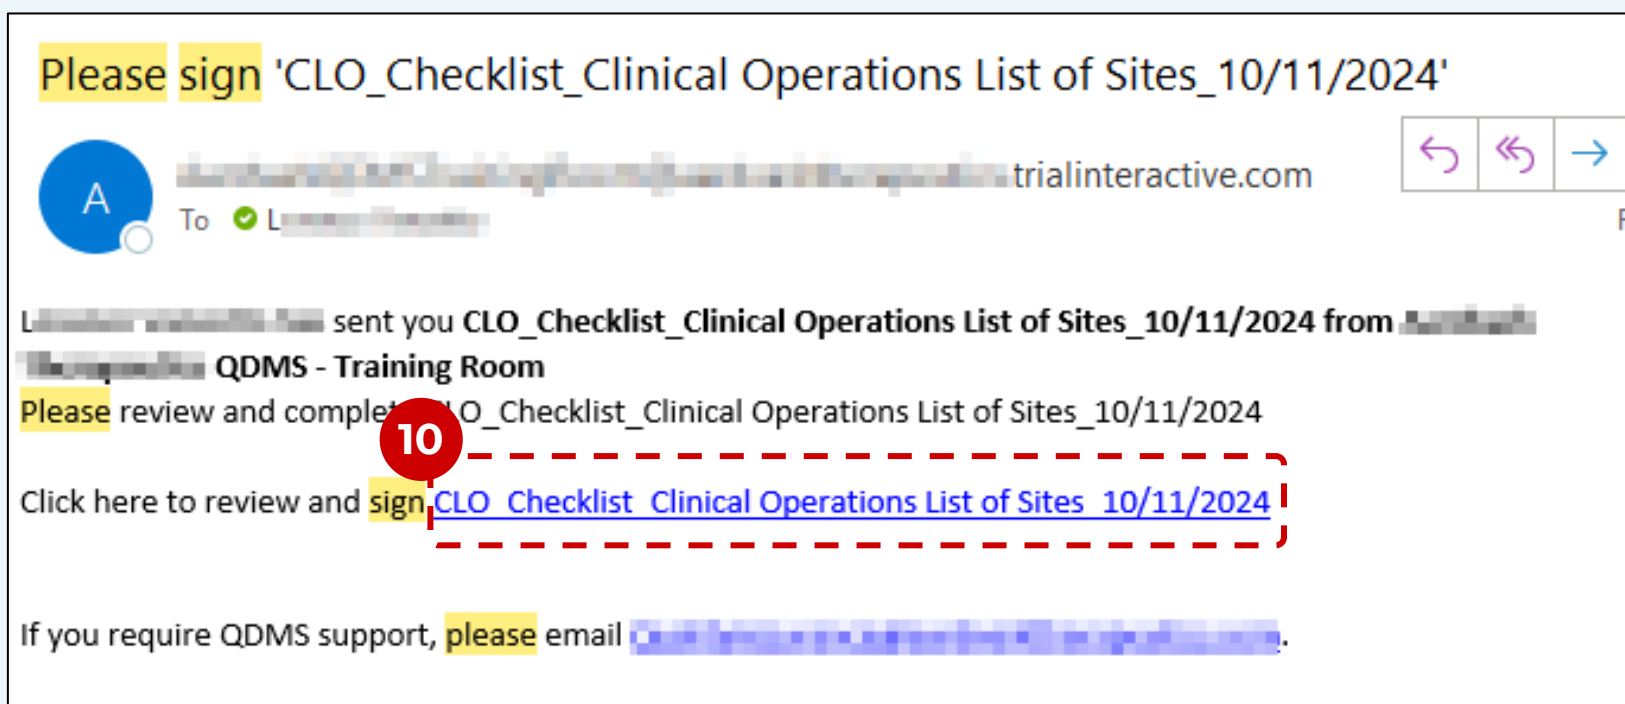 Please sign 'CLO_Checklist_Clinical Operations List of Sites_10/11/2024'
A
trialinteractive.com
To L
L sent you CLO_Checklist_Clinical Operations List of Sites_10/11/2024 from
QDMS - Training Room
Please review and complet LO_Checklist_Clinical Operations List of Sites_10/11/2024
10
Click here to review and sign CLO_Checklist_Clinical Operations List of Sites_10/11/2024
If you require QDMS support, please email .